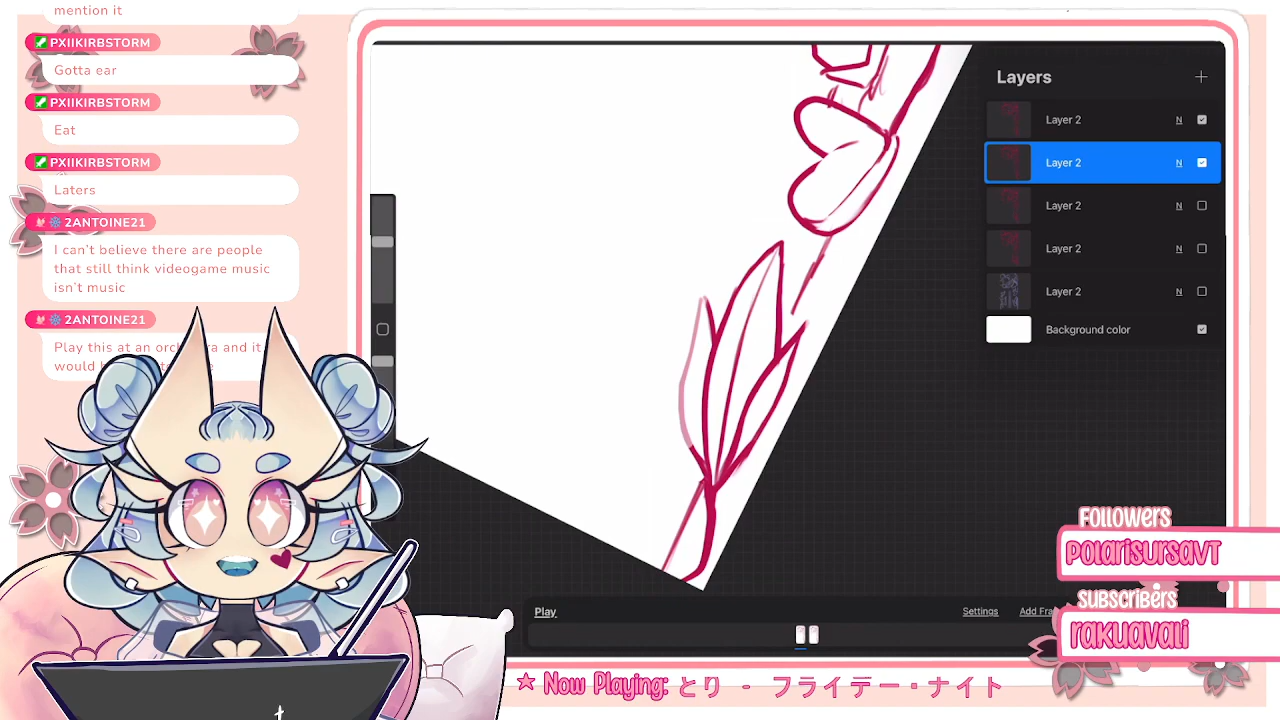 mention it
PXIIKIRBSTORM
Gotta ear
PXIIKIRBSTORM
Eat
PXIIKIRBSTORM
Laters
2ANTOINE21
I can't believe there are people
that still think videogame music
isn't music
2ANTOINE21
Play this at an and it
would
Layers
Layer 2 N
Layer 2 N
Layer 2 N
Layer 2 N
Layer 2 N
Background color
Play
Settings
Add Fra
Followers
POLARISURSAVT
SUBSCRIBERS
RAKUAVALI
★ Now Playing: とり - フライデー・ナイト